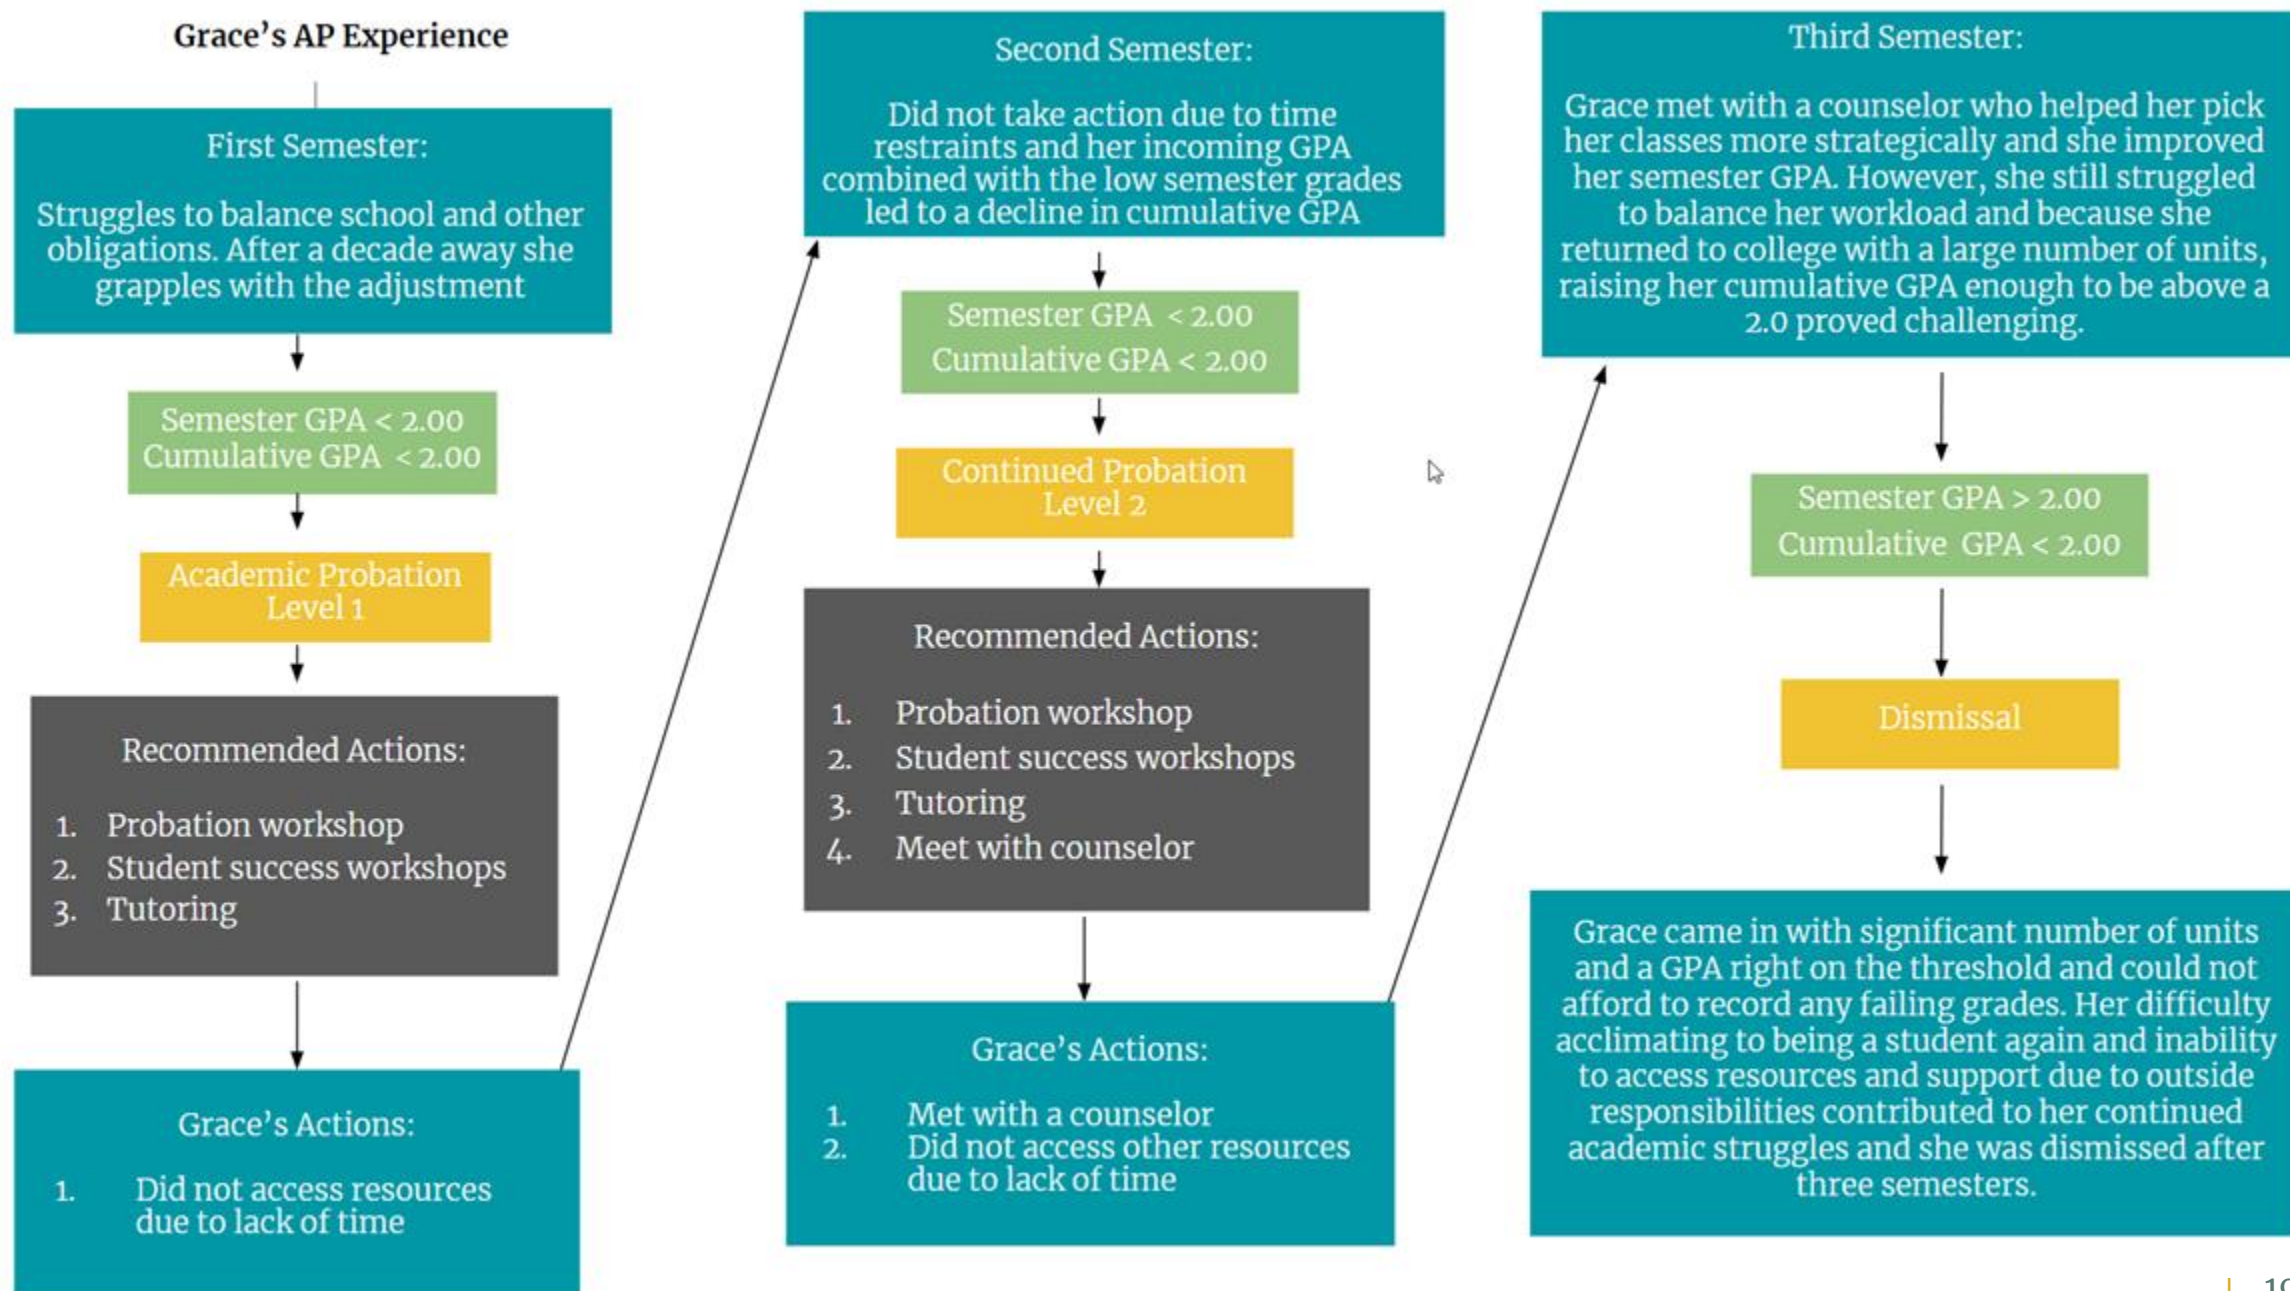 Grace’s AP Experience
First Semester:
Struggles to balance school and other
obligations. After a decade away she
grapples with the adjustment
Semester GPA < 2.00
Cumulative GPA < 2.00
Academic Probation
Level 1
Recommended Actions:
1. Probation workshop
2. Student success workshops
3. Tutoring
Grace’s Actions:
1. Did not access resources
due to lack of time
Second Semester:
Did not take action due to time
restraints and her incoming GPA
combined with the low semester grades
led to a decline in cumulative GPA
Semester GPA < 2.00
Cumulative GPA < 2.00
Continued Probation
Level 2
Recommended Actions:
1. Probation workshop
2. Student success workshops
3. Tutoring
4. Meet with counselor
Grace’s Actions:
1. Met with a counselor
2. Did not access other resources
due to lack of time
Third Semester:
Grace met with a counselor who helped her pick
her classes more strategically and she improved
her semester GPA. However, she still struggled
to balance her workload and because she
returned to college with a large number of units,
raising her cumulative GPA enough to be above a
2.0 proved challenging.
Semester GPA > 2.00
Cumulative GPA < 2.00
Dismissal
Grace came in with significant number of units
and a GPA right on the threshold and could not
afford to record any failing grades. Her difficulty
acclimating to being a student again and inability
to access resources and support due to outside
responsibilities contributed to her continued
academic struggles and she was dismissed after
three semesters.